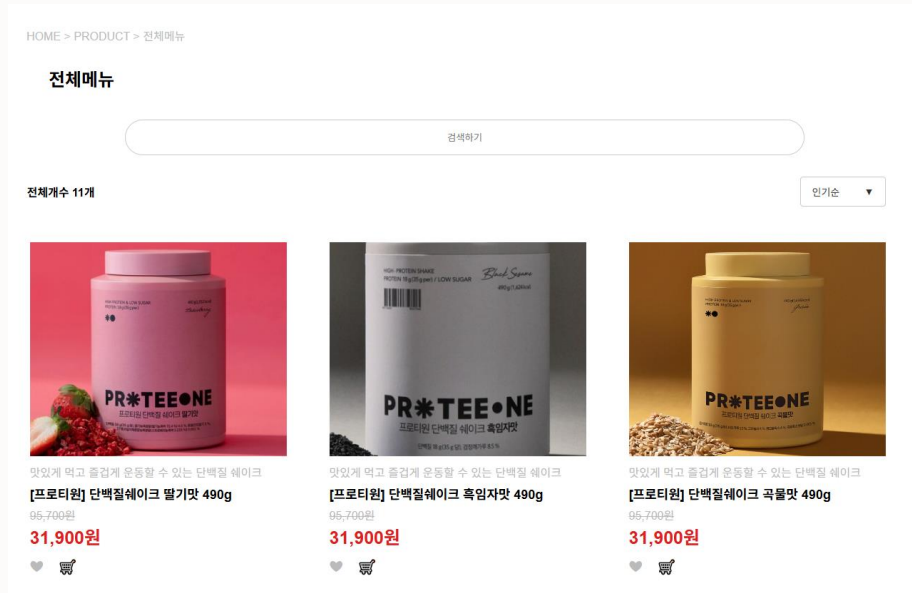 HOME > PRODUCT > 전체메뉴
전체메뉴
검색하기
전체개수 11개
인기순 ▼
PR*TEE●NE
프로티원 단백질 쉐이크 딸기맛
HIGH PROTEIN SHAKE
PROTEIN 18g(35g per) / LOW SUGAR
Black Sesame
PR*TEE●NE
프로티원 단백질 쉐이크 흑임자맛
PR*TEE●NE
프로티원 단백질 쉐이크 곡물맛
맛있게 먹고 즐겁게 운동할 수 있는 단백질 쉐이크
[프로티원] 단백질쉐이크 딸기맛 490g
95,700원
31,900원
맛있게 먹고 즐겁게 운동할 수 있는 단백질 쉐이크
[프로티원] 단백질쉐이크 흑임자맛 490g
95,700원
31,900원
맛있게 먹고 즐겁게 운동할 수 있는 단백질 쉐이크
[프로티원] 단백질쉐이크 곡물맛 490g
95,700원
31,900원